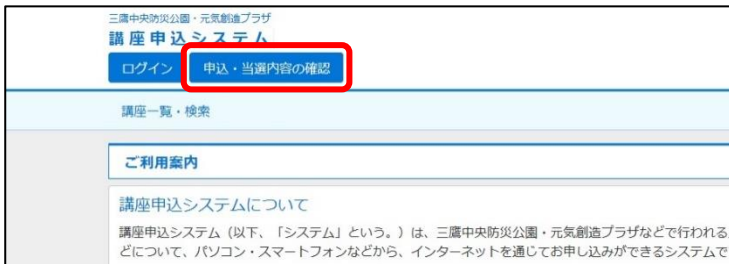 三鷹中央防災公園・元気創造プラザ
講座申込システム
ログイン 申込・当選内容の確認
講座一覧・検索
ご利用案内
講座申込システムについて
講座申込システム（以下、「システム」という。）は、三鷹中央防災公園・元気創造プラザなどで行われる
どについて、パソコン・スマートフォンなどから、インターネットを通じてお申し込みができるシステムで